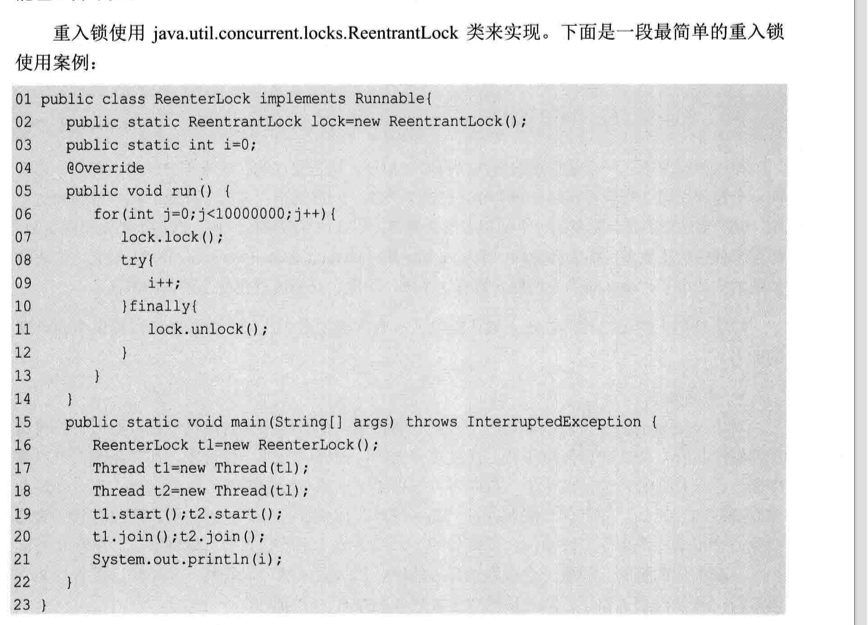 重入锁使用 java.util.concurrent.locks.ReentrantLock 类来实现。下面是一段最简单的重入锁
使用案例：
01 public class ReenterLock implements Runnable{
02    public static ReentrantLock lock=new ReentrantLock();
03    public static int i=0;
04    @Override
05    public void run() {
06       for(int j=0;j<10000000;j++){
07          lock.lock();
08          try{
09             i++;
10          }finally{
11             lock.unlock();
12          }
13       }
14    }
15    public static void main(String[] args) throws InterruptedException {
16       ReenterLock tl=new ReenterLock();
17       Thread t1=new Thread(tl);
18       Thread t2=new Thread(tl);
19       t1.start();t2.start();
20       t1.join();t2.join();
21       System.out.println(i);
22    }
23 }